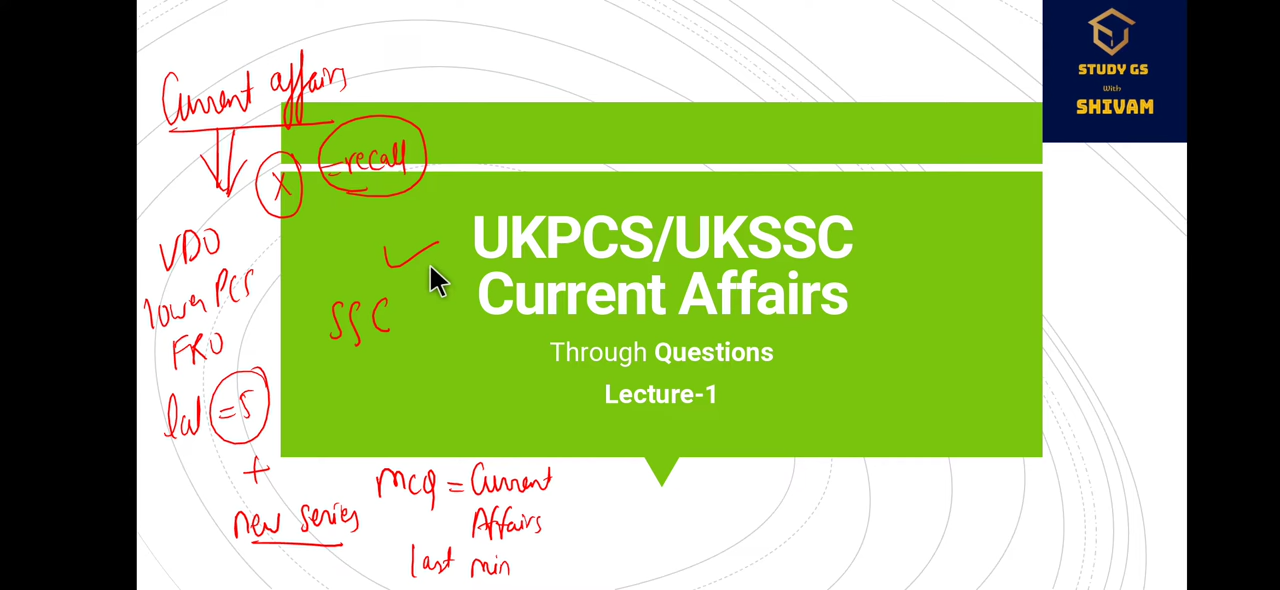 Current affairs
x = recall
VDO
lower PCS
FRO
= 5
+
new series
SSC
MCQ = Current
Affairs
last min
UKPCS/UKSSC
Current Affairs
Through Questions
Lecture-1
STUDY GS
With
SHIVAM